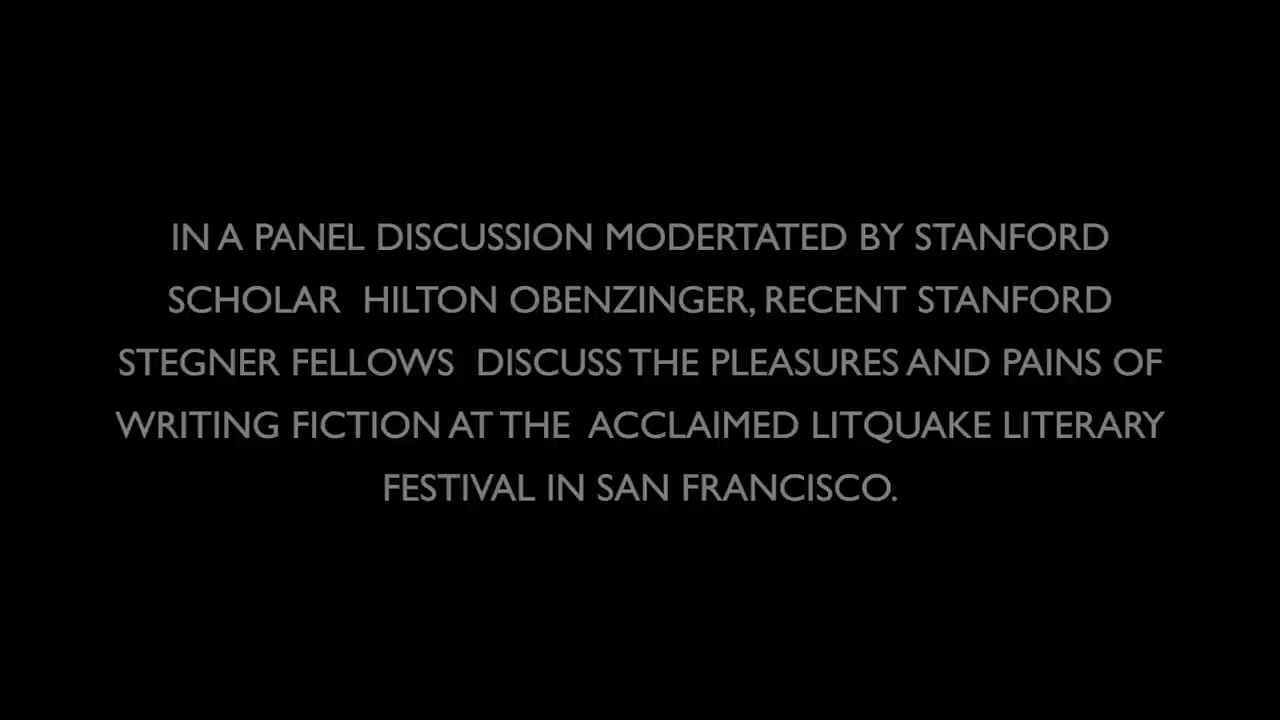 IN A PANEL DISCUSSION MODERTATED BY STANFORD
SCHOLAR  HILTON OBENZINGER, RECENT STANFORD
STEGNER FELLOWS  DISCUSS THE PLEASURES AND PAINS OF
WRITING FICTION AT THE  ACCLAIMED LITQUAKE LITERARY
FESTIVAL IN SAN FRANCISCO.